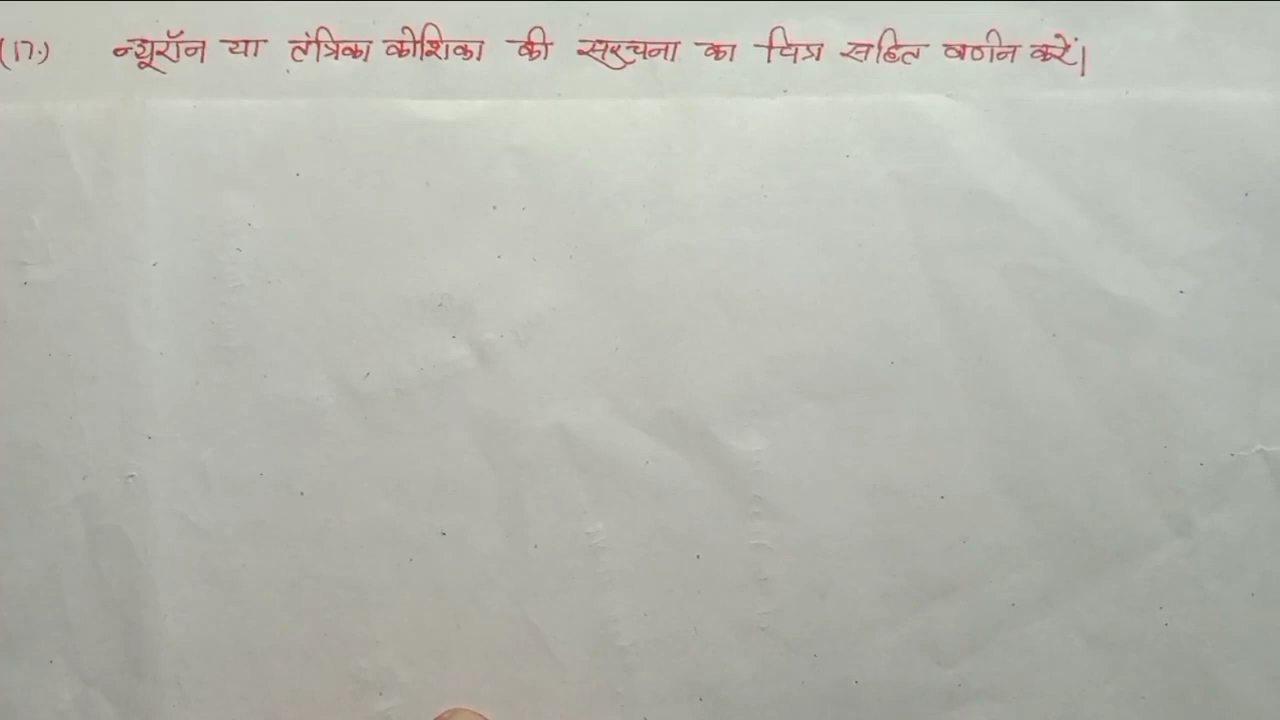 (17.) न्यूरॉन या तंत्रिका कोशिका की संरचना का चित्र सहित वर्णन करें।